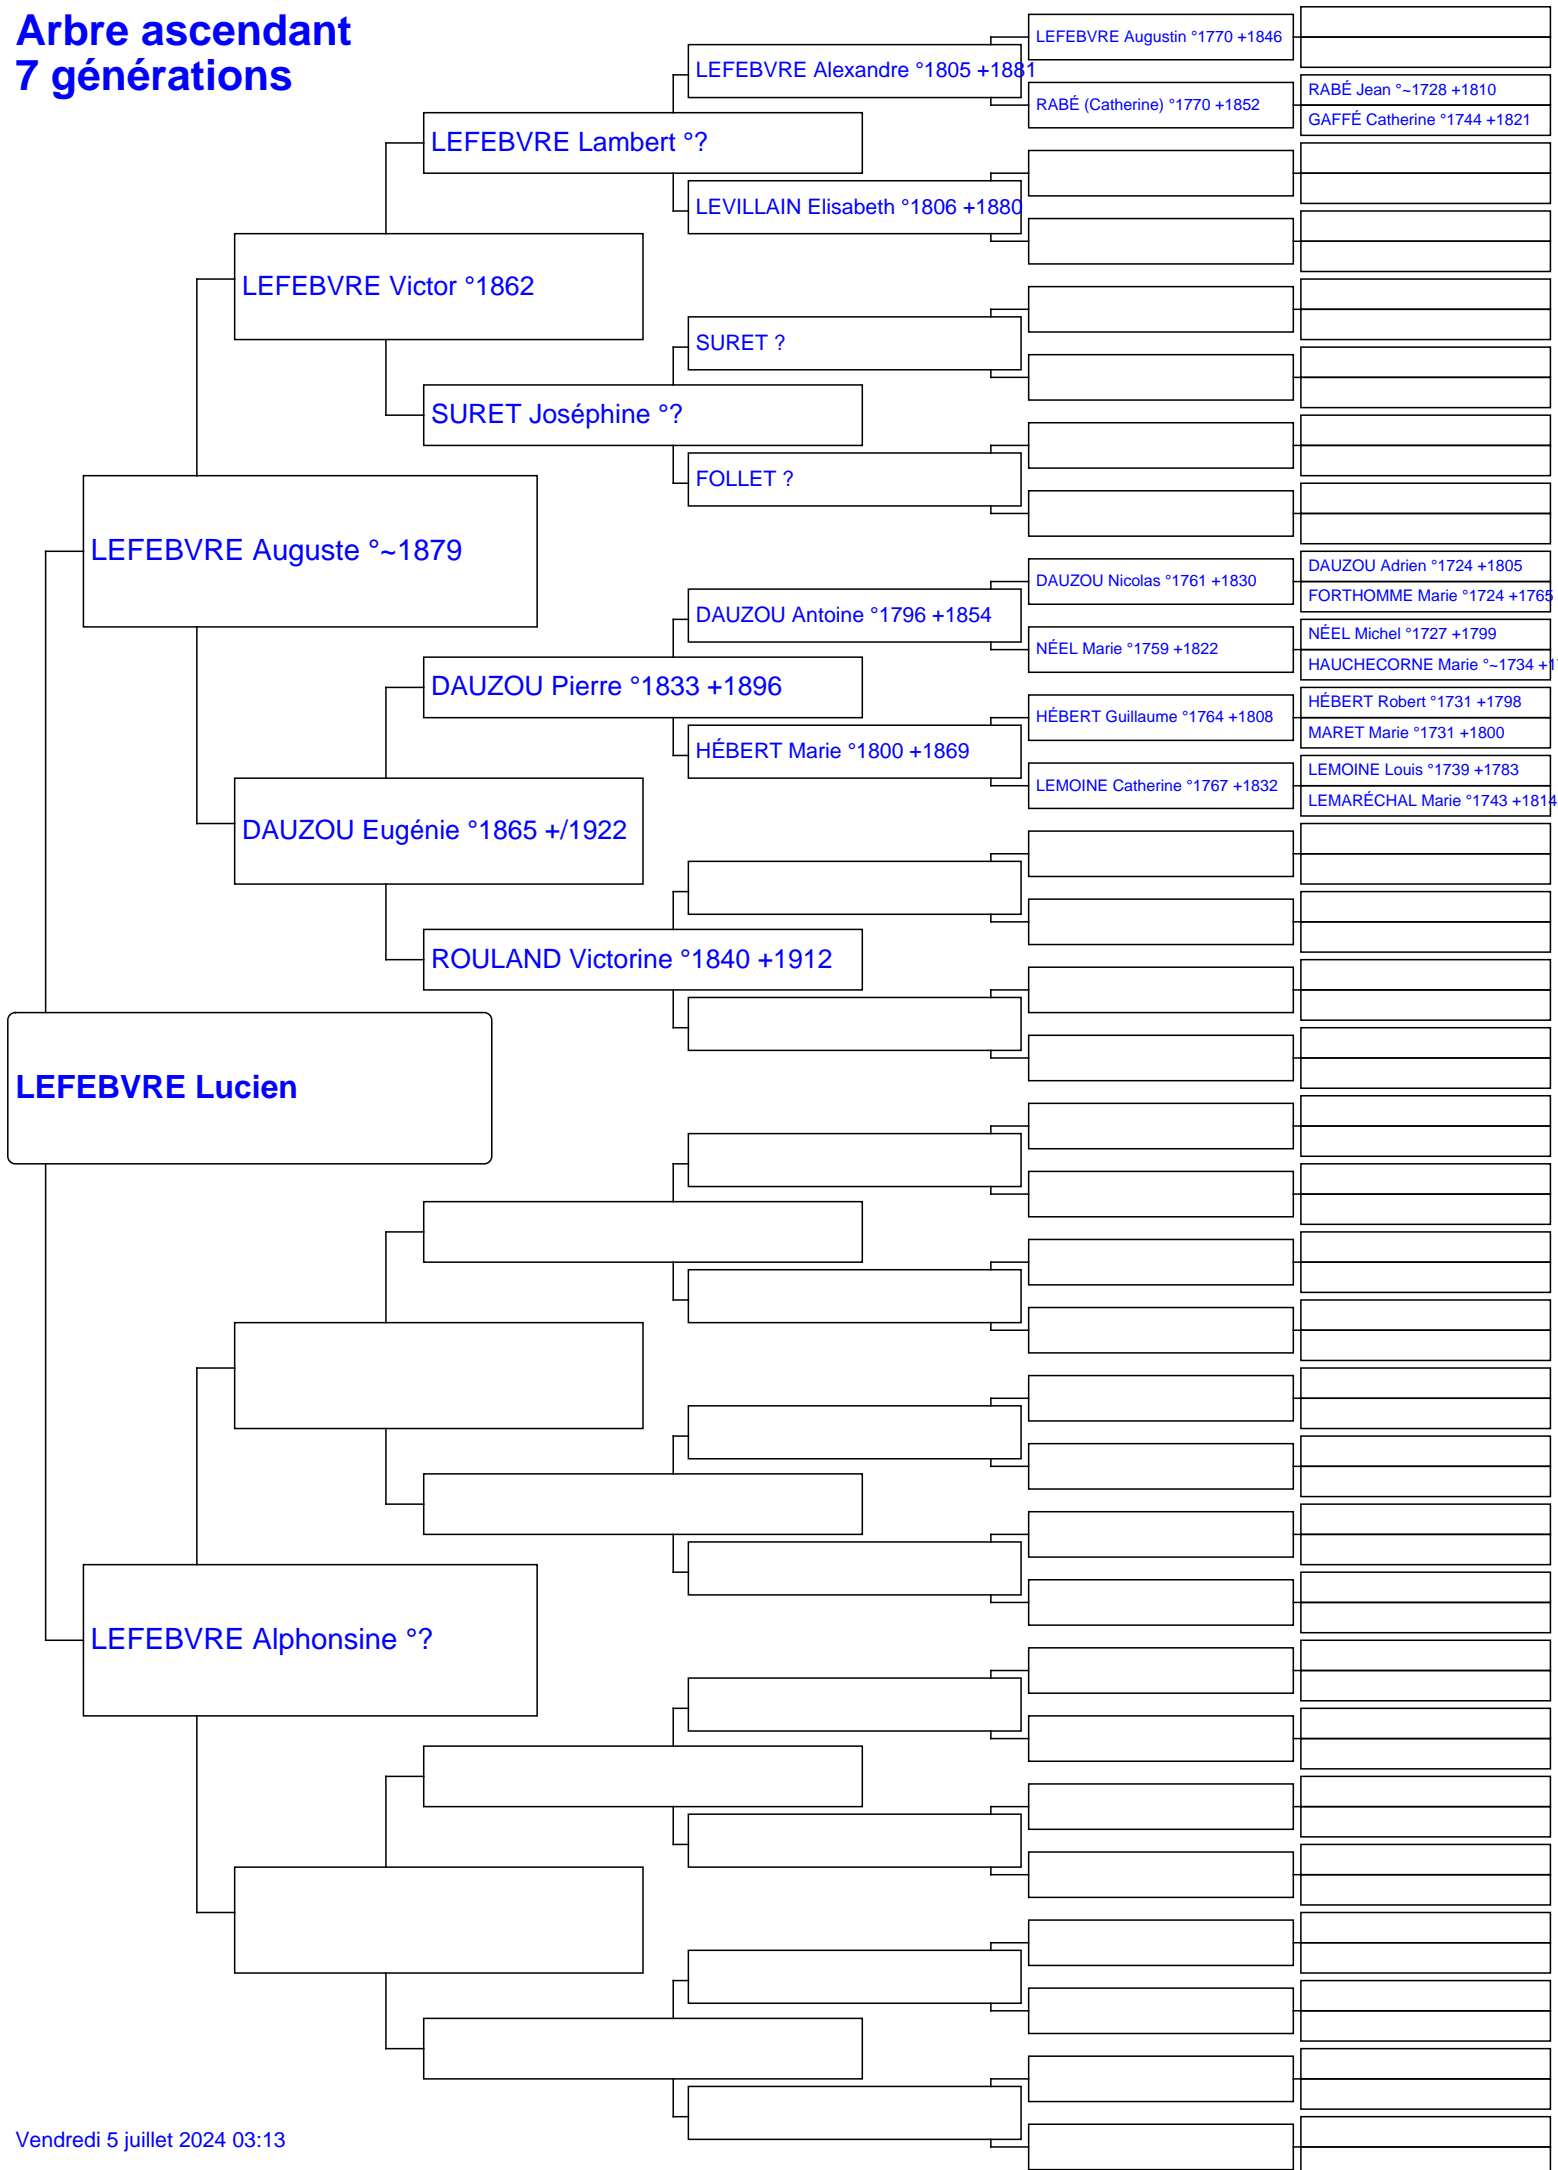 Arbre ascendant
7 générations
LEFEBVRE Augustin °1770 +1846
LEFEBVRE Alexandre °1805 +1881
RABÉ Jean °~1728 +1810
RABÉ (Catherine) °1770 +1852
GAFFÉ Catherine °1744 +1821
LEFEBVRE Lambert °?
LEVILLAIN Elisabeth °1806 +1880
LEFEBVRE Victor °1862
SURET ?
SURET Joséphine °?
FOLLET ?
LEFEBVRE Auguste °~1879
DAUZOU Adrien °1724 +1805
DAUZOU Nicolas °1761 +1830
FORTHOMME Marie °1724 +1765
DAUZOU Antoine °1796 +1854
NÉEL Michel °1727 +1799
NÉEL Marie °1759 +1822
HAUCHECORNE Marie °~1734 +1
DAUZOU Pierre °1833 +1896
HÉBERT Robert °1731 +1798
HÉBERT Guillaume °1764 +1808
MARET Marie °1731 +1800
HÉBERT Marie °1800 +1869
LEMOINE Louis °1739 +1783
LEMOINE Catherine °1767 +1832
LEMARÉCHAL Marie °1743 +1814
DAUZOU Eugénie °1865 +/1922
ROULAND Victorine °1840 +1912
LEFEBVRE Lucien
LEFEBVRE Alphonsine °?
Vendredi 5 juillet 2024 03:13